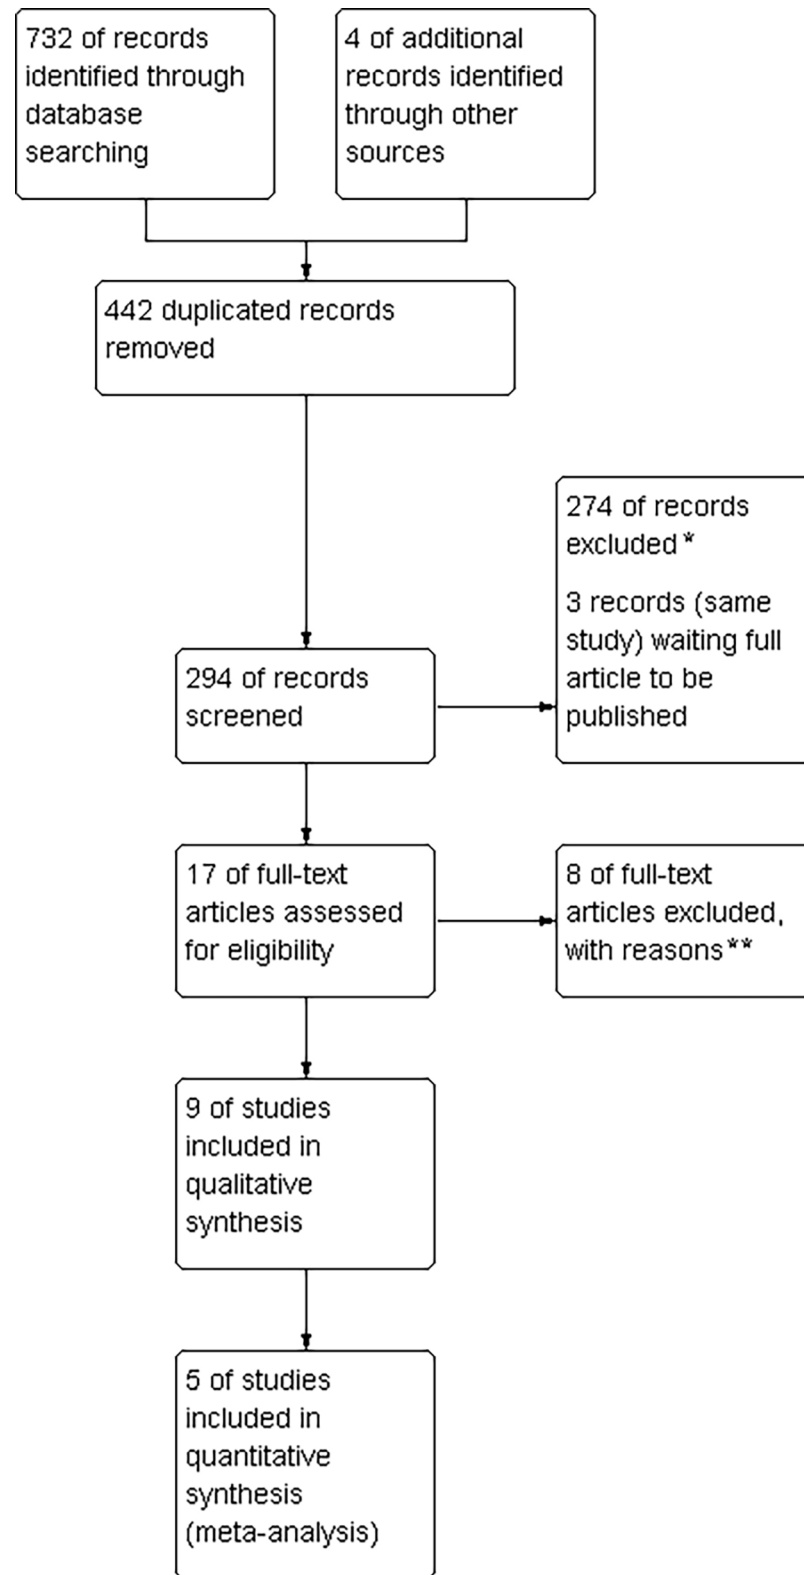 732 of records
identified through
database
searching
4 of additional
records identified
through other
sources
442 duplicated records
removed
274 of records
excluded*
3 records (same
study) waiting full
article to be
published
294 of records
screened
17 of full-text
articles assessed
for eligibility
8 of full-text
articles excluded,
with reasons**
9 of studies
included in
qualitative
synthesis
5 of studies
included in
quantitative
synthesis
(meta-analysis)